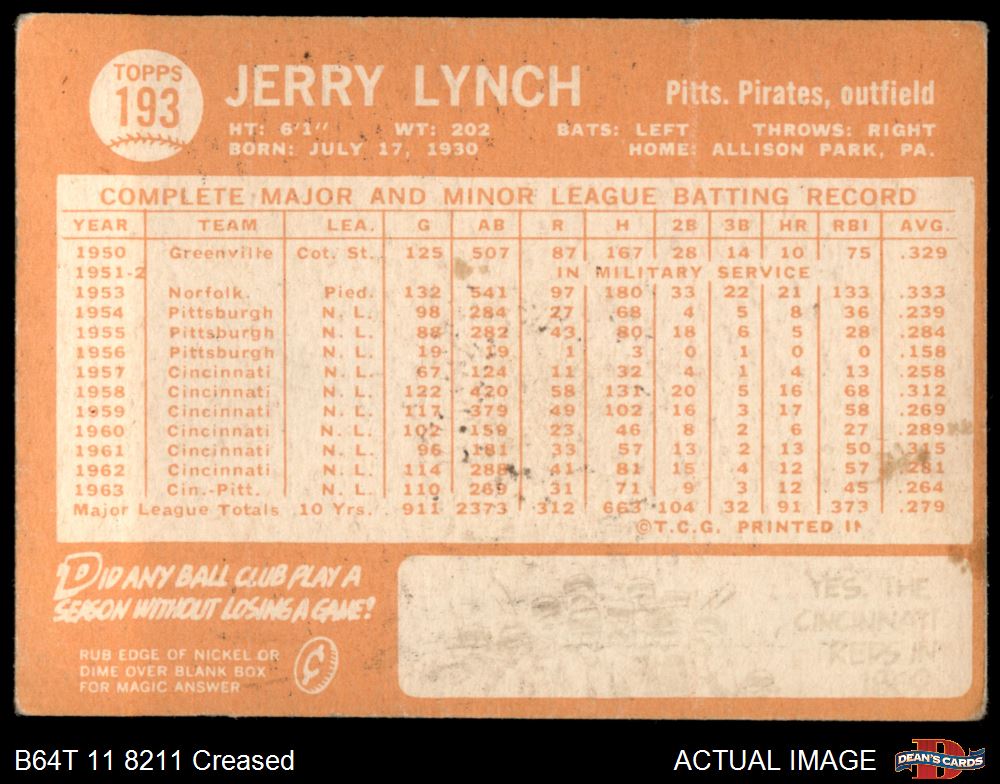 TOPPS
193
JERRY LYNCH
Pitts. Pirates, outfield
HT: 6'1" WT: 202 BATS: LEFT THROWS: RIGHT
BORN: JULY 17, 1930 HOME: ALLISON PARK, PA.
COMPLETE MAJOR AND MINOR LEAGUE BATTING RECORD
YEAR TEAM LEA. G AB R H 2B 3B HR RBI AVG.
1950 Greenville Cot. St. 125 507 87 167 28 14 10 75 .329
1951-2 IN MILITARY SERVICE
1953 Norfolk. Pied. 132 541 97 180 33 22 21 133 .333
1954 Pittsburgh N. L. 98 284 27 68 4 5 8 36 .239
1955 Pittsburgh N. L. 88 282 43 80 18 6 5 28 .284
1956 Pittsburgh N. L. 19 19 1 3 0 1 0 0 .158
1957 Cincinnati N. L. 67 124 11 32 4 1 4 13 .258
1958 Cincinnati N. L. 122 420 58 131 20 5 16 68 .312
1959 Cincinnati N. L. 117 379 49 102 16 3 17 58 .269
1960 Cincinnati N. L. 102 159 23 46 8 2 6 27 .289
1961 Cincinnati N. L. 96 181 33 57 13 2 13 50 .315
1962 Cincinnati N. L. 114 288 41 81 15 4 12 57 .281
1963 Cin.-Pitt. N. L. 110 269 31 71 9 3 12 45 .264
Major League Totals 10 Yrs. 911 2373 312 663 104 32 91 373 .279
©T.C.G. PRINTED IN
DID ANY BALL CLUB PLAY A
SEASON WITHOUT LOSING A GAME?
RUB EDGE OF NICKEL OR
DIME OVER BLANK BOX
FOR MAGIC ANSWER
¢
YES. THE
CINCINNATI
REDS IN
B64T 11 8211 Creased
ACTUAL IMAGE
DEAN'S CARDS